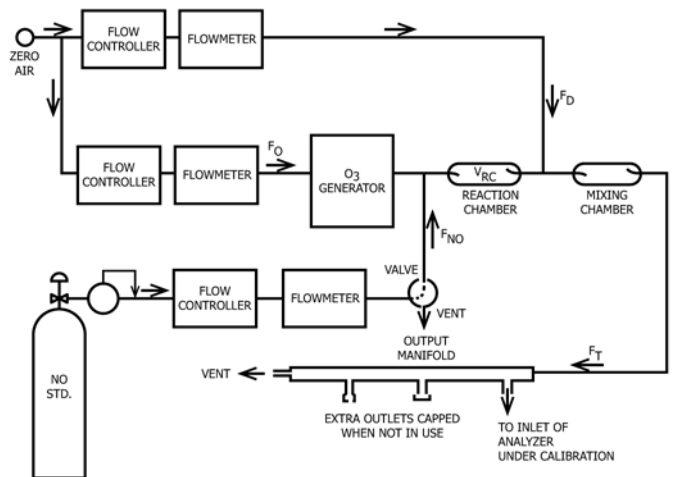 FLOW
CONTROLLER
FLOWMETER
ZERO
AIR
F_D
FLOW
CONTROLLER
FLOWMETER
F_O
O₃
GENERATOR
V_RC
REACTION
CHAMBER
MIXING
CHAMBER
F_NO
VALVE
FLOW
CONTROLLER
FLOWMETER
VENT
OUTPUT
MANIFOLD
F_T
NO
STD.
VENT
EXTRA OUTLETS CAPPED
WHEN NOT IN USE
TO INLET OF
ANALYZER
UNDER CALIBRATION